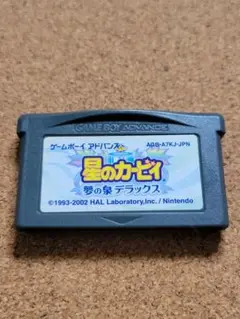 GAME BOY ADVANCE
ゲームボーイ アドバンス
AGB-A7KJ-JPN
星のカービィ
夢の泉 デラックス
©1993-2002 HAL Laboratory, Inc. / Nintendo